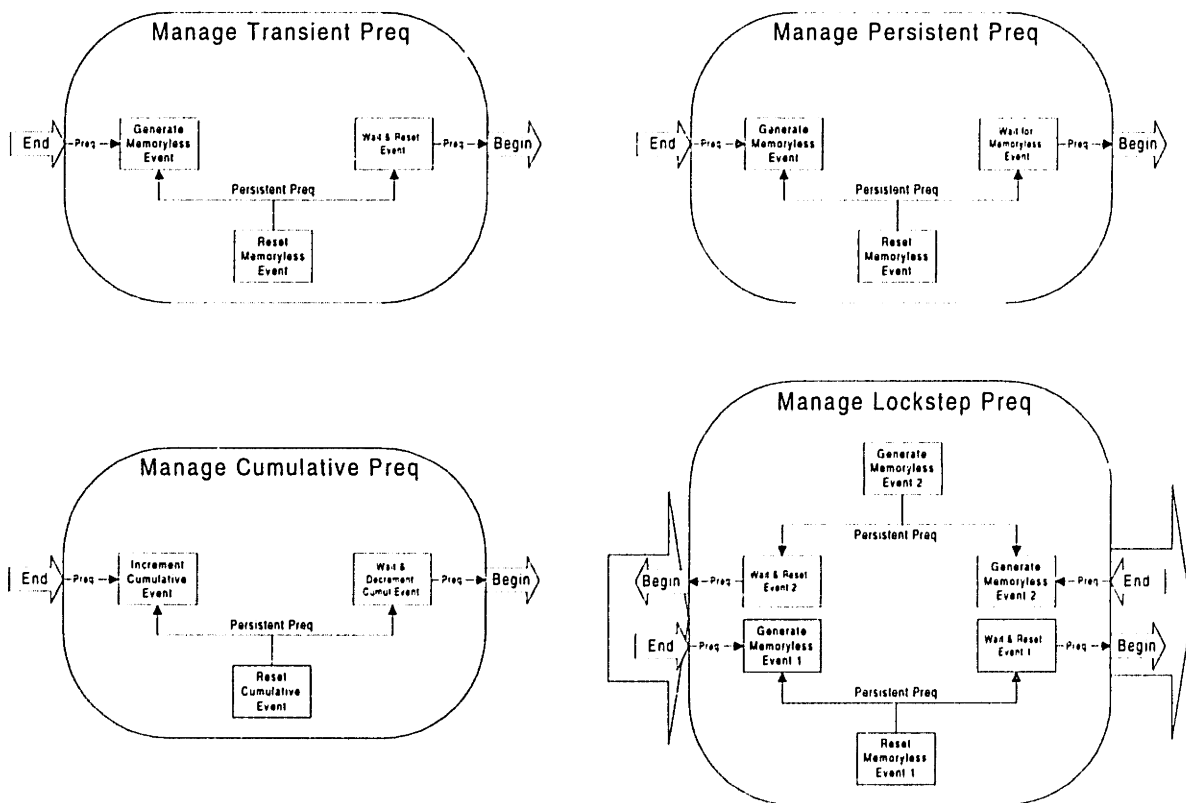 Manage Transient Preq
End
Preq
Generate
Memoryless
Event
Wait & Reset
Event
Preq
Begin
Persistent Preq
Reset
Memoryless
Event
Manage Persistent Preq
End
Preq
Generate
Memoryless
Event
Wait for
Memoryless
Event
Preq
Begin
Persistent Preq
Reset
Memoryless
Event
Manage Cumulative Preq
End
Preq
Increment
Cumulative
Event
Wait &
Decrement
Cumul Event
Preq
Begin
Persistent Preq
Reset
Cumulative
Event
Manage Lockstep Preq
Generate
Memoryless
Event 2
Persistent Preq
Begin
Preq
Wait & Reset
Event 2
Generate
Memoryless
Event 2
Preq
End
End
Preq
Generate
Memoryless
Event 1
Wait & Reset
Event 1
Preq
Begin
Persistent Preq
Reset
Memoryless
Event 1